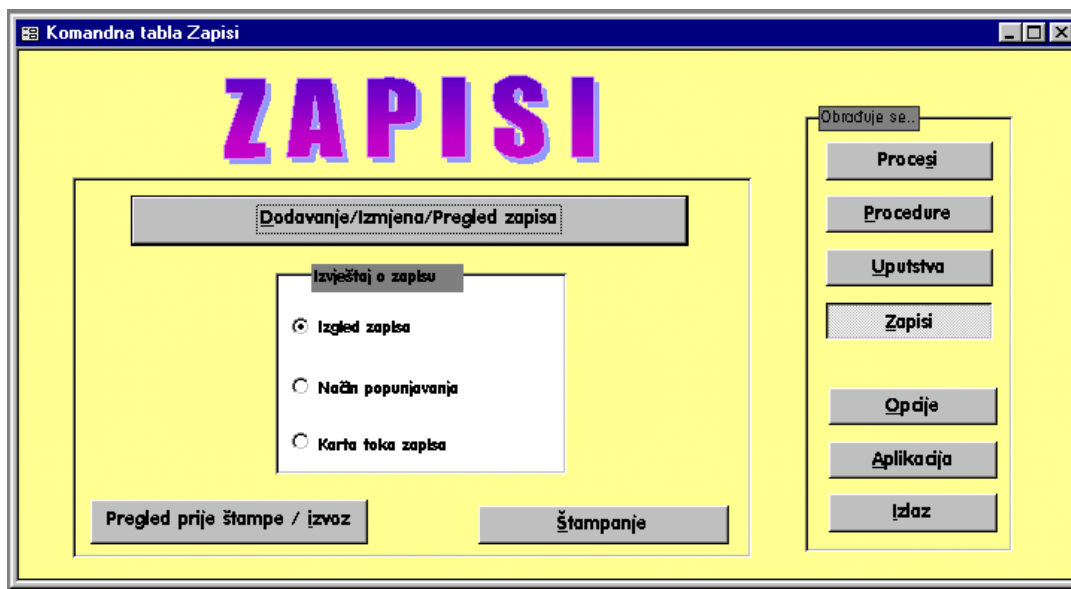 Komandna tabla Zapisi
ZAPISI
Dodavanje/Izmjena/Pregled zapisa
Izvještaj o zapisu
Izgled zapisa
Način popunjavanja
Karta toka zapisa
Pregled prije štampe / izvoz
Štampanje
Obrađuje se..
Procesi
Procedure
Uputstva
Zapisi
Opcije
Aplikacija
Izlaz